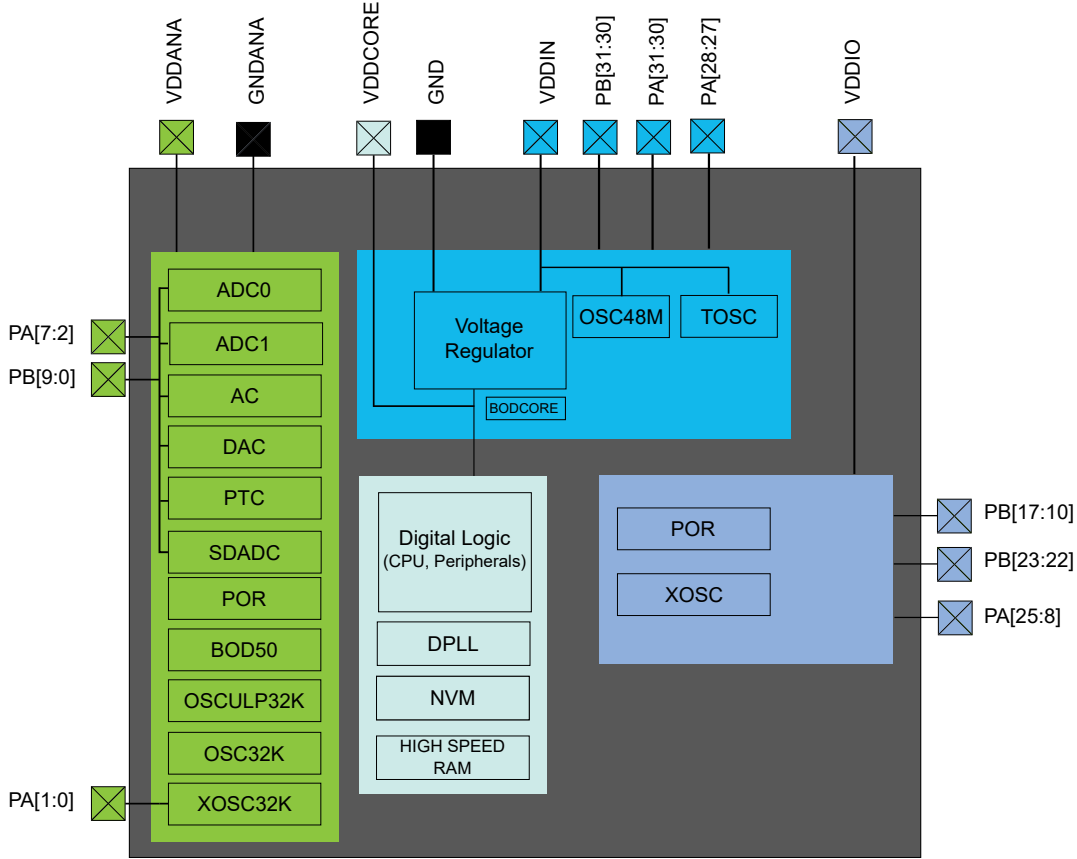 VDDANA
GNDANA
VDDCORE
GND
VDDIN
PB[31:30]
PA[31:30]
PA[28:27]
VDDIO
PA[7:2]
PB[9:0]
PA[1:0]
ADC0
ADC1
AC
DAC
PTC
SDADC
POR
BOD50
OSCULP32K
OSC32K
XOSC32K
Voltage
Regulator
OSC48M
TOSC
BODCORE
Digital Logic
(CPU, Peripherals)
DPLL
NVM
HIGH SPEED
RAM
POR
XOSC
PB[17:10]
PB[23:22]
PA[25:8]